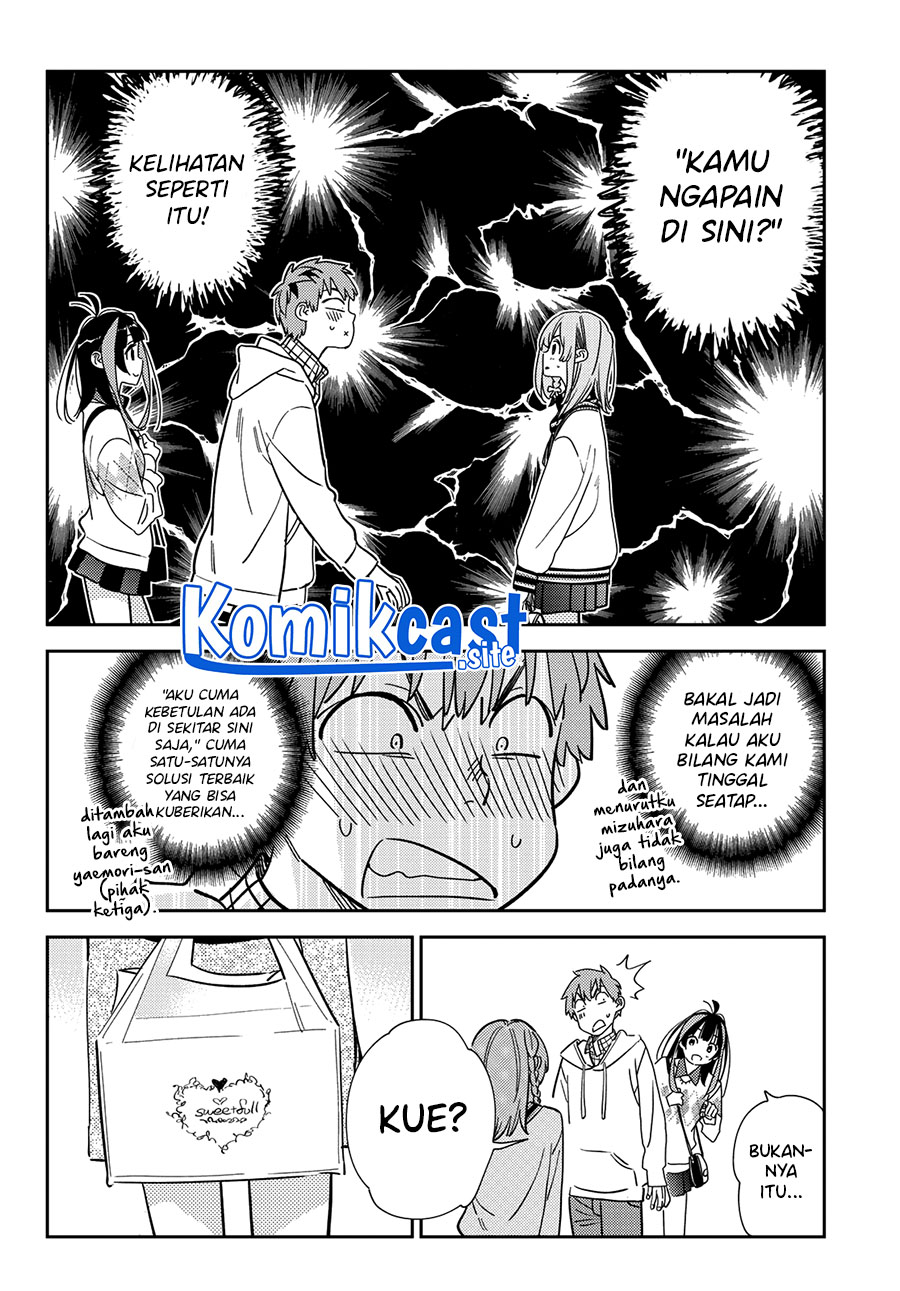 "KAMU
NGAPAIN
DI SINI?"
KELIHATAN
SEPERTI
ITU!
Komikcast
.site
BAKAL JADI
MASALAH
KALAU AKU
BILANG KAMI
TINGGAL
SEATAP...
dan
menurutku
mizuhara
juga tidak
bilang
padanya.
"AKU CUMA
KEBETULAN ADA
DI SEKITAR SINI
SAJA," CUMA
SATU-SATUNYA
SOLUSI TERBAIK
YANG BISA
KUBERIKAN...
ditambah
lagi aku
bareng
yaemori-san
(pihak
ketiga).
BUKAN-
NYA
ITU...
KUE?
sweetfull